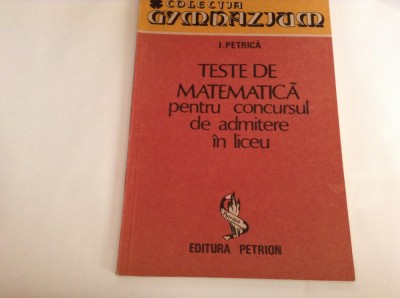 COLECȚIA
GYMNAZIUM
I. PETRICĂ
TESTE DE
MATEMATICĂ
pentru concursul
de admitere
în liceu
EDITURA PETRION